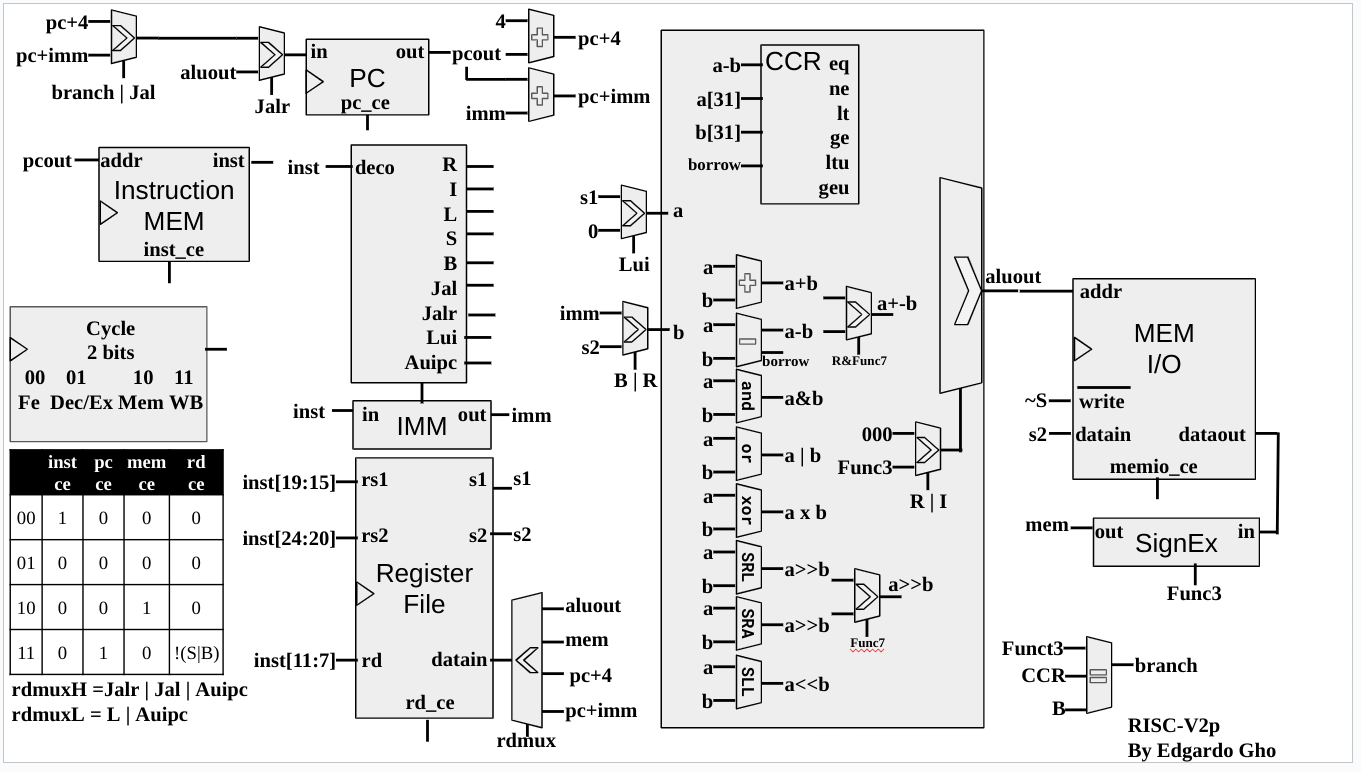 pc+4
pc+imm
branch | Jal
aluout
Jalr
in
out
PC
pc_ce
pcout
4
pc+4
imm
pc+imm
pcout
addr
inst
Instruction
MEM
inst_ce
inst
deco
R
I
L
S
B
Jal
Jalr
Lui
Auipc
Cycle
2 bits
00 01 10 11
Fe Dec/Ex Mem WB
inst
in
out
IMM
imm
inst ce pc ce mem ce rd ce
00 1 0 0 0
01 0 0 0 0
10 0 0 1 0
11 0 1 0 !(S|B)
rdmuxH =Jalr | Jal | Auipc
rdmuxL = L | Auipc
inst[19:15]
rs1
s1
s1
inst[24:20]
rs2
s2
s2
Register
File
inst[11:7]
rd
datain
rd_ce
aluout
mem
pc+4
pc+imm
rdmux
s1
0
a
Lui
imm
s2
b
B | R
a-b
a[31]
b[31]
borrow
CCR
eq
ne
lt
ge
ltu
geu
a
b
a+b
a
b
a-b
borrow
a+-b
R&Func7
a
b
and
a&b
a
b
or
a | b
a
b
xor
a x b
a
b
SRL
a>>b
a
b
SRA
a>>b
a>>b
Func7
a
b
SLL
a<<b
000
Func3
R | I
aluout
addr
MEM
I/O
~S
write
s2
datain
dataout
memio_ce
mem
out
in
SignEx
Func3
Funct3
CCR
B
branch
RISC-V2p
By Edgardo Gho